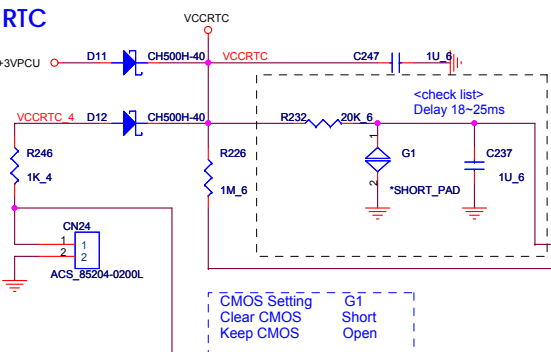 RTC
VCCRTC
+3VPCU
D11
CH500H-40
VCCRTC
C247
1U_6
<check list>
Delay 18~25ms
VCCRTC_4
D12
CH500H-40
R232
20K_6
1
R246
1K_4
R226
1M_6
G1
C237
1U_6
2
*SHORT_PAD
CN24
1
1
2
2
ACS_85204-0200L
CMOS Setting G1
Clear CMOS Short
Keep CMOS Open